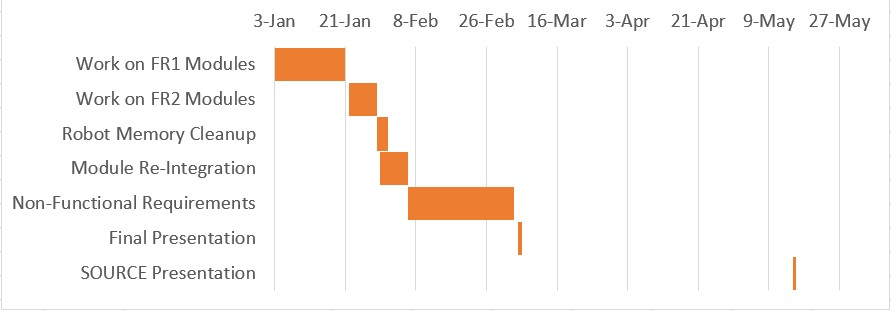 3-Jan 21-Jan 8-Feb 26-Feb 16-Mar 3-Apr 21-Apr 9-May 27-May
Work on FR1 Modules
Work on FR2 Modules
Robot Memory Cleanup
Module Re-Integration
Non-Functional Requirements
Final Presentation
SOURCE Presentation